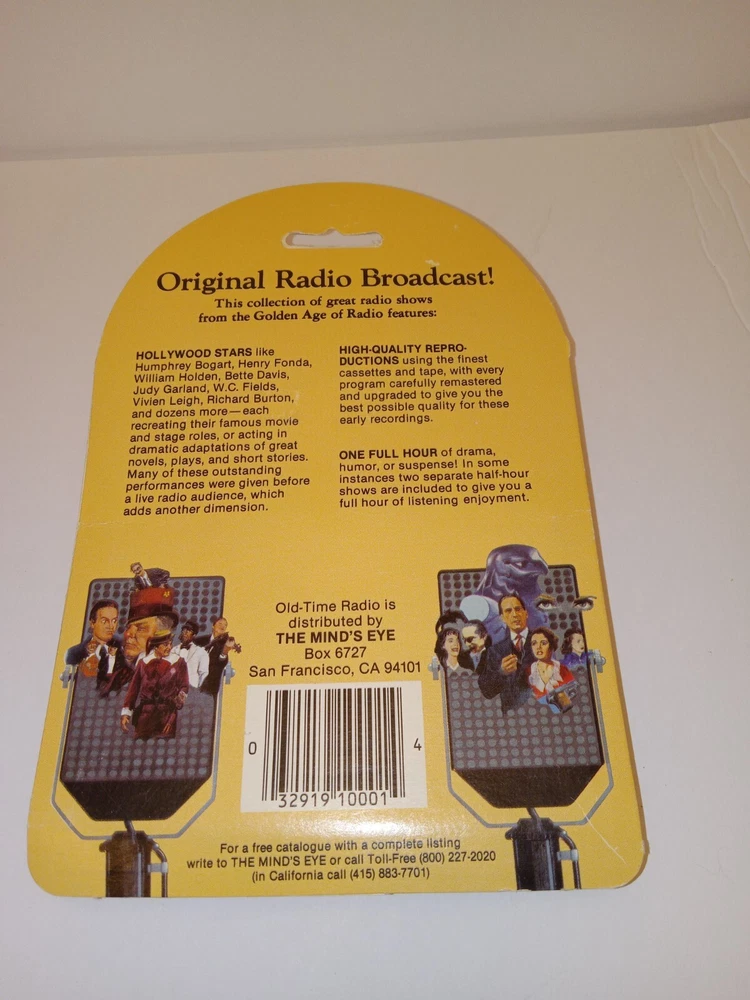 Original Radio Broadcast!
This collection of great radio shows
from the Golden Age of Radio features:
HOLLYWOOD STARS like
Humphrey Bogart, Henry Fonda,
William Holden, Bette Davis,
Judy Garland, W.C. Fields,
Vivien Leigh, Richard Burton,
and dozens more — each
recreating their famous movie
and stage roles, or acting in
dramatic adaptations of great
novels, plays, and short stories.
Many of these outstanding
performances were given before
a live radio audience, which
adds another dimension.
HIGH-QUALITY REPRO-
DUCTIONS using the finest
cassettes and tape, with every
program carefully remastered
and upgraded to give you the
best possible quality for these
early recordings.
ONE FULL HOUR of drama,
humor, or suspense! In some
instances two separate half-hour
shows are included to give you a
full hour of listening enjoyment.
Old-Time Radio is
distributed by
THE MIND'S EYE
Box 6727
San Francisco, CA 94101
0 32919 10001 4
For a free catalogue with a complete listing
write to THE MIND'S EYE or call Toll-Free (800) 227-2020
(in California call (415) 883-7701)